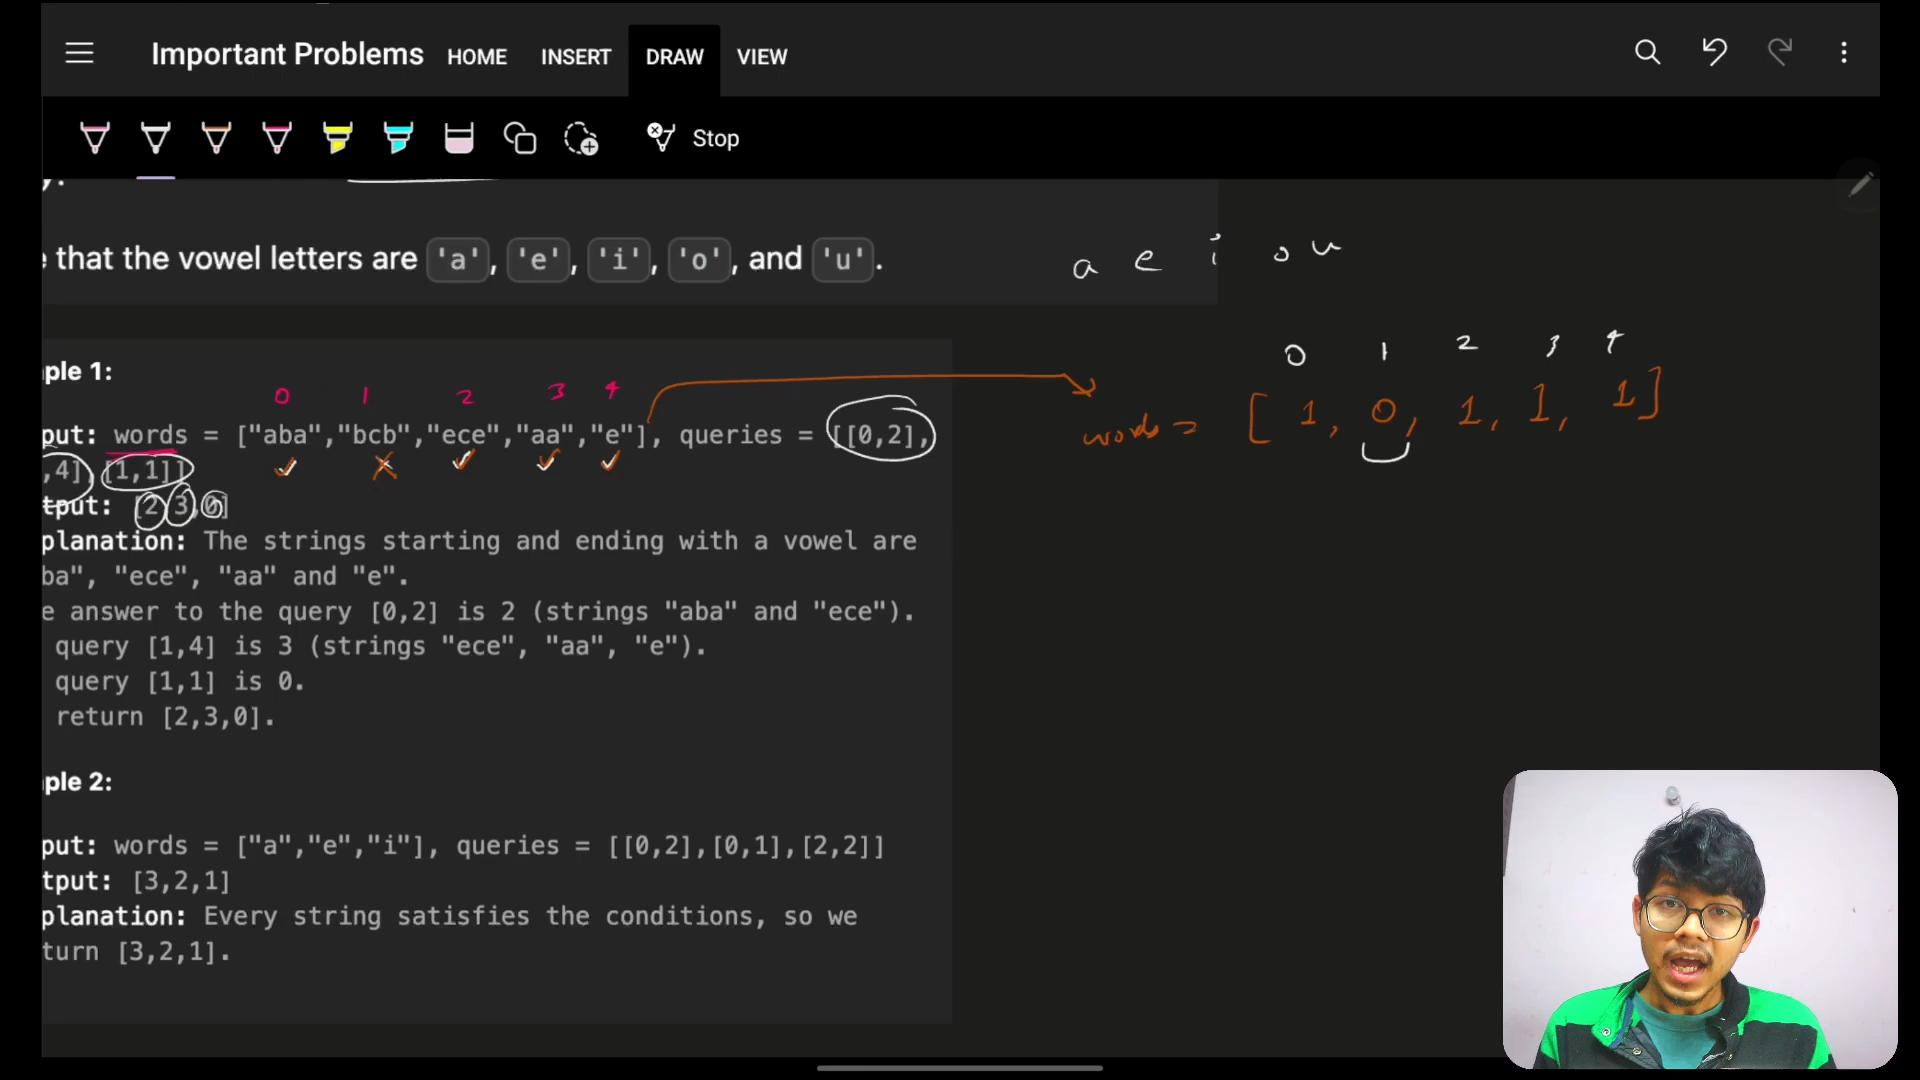 Important Problems HOME INSERT DRAW VIEW
Stop
y.
e that the vowel letters are 'a', 'e', 'i', 'o', and 'u'.
a e i o u
0 1 2 3 4
nple 1:
0 1 2 3 4
put: words = ["aba","bcb","ece","aa","e"], queries = [[0,2],
words = [ 1, 0, 1, 1, 1 ]
,4],[1,1]]
tput: [2,3,0]
planation: The strings starting and ending with a vowel are
ba", "ece", "aa" and "e".
e answer to the query [0,2] is 2 (strings "aba" and "ece").
query [1,4] is 3 (strings "ece", "aa", "e").
query [1,1] is 0.
return [2,3,0].
nple 2:
put: words = ["a","e","i"], queries = [[0,2],[0,1],[2,2]]
tput: [3,2,1]
planation: Every string satisfies the conditions, so we
turn [3,2,1].